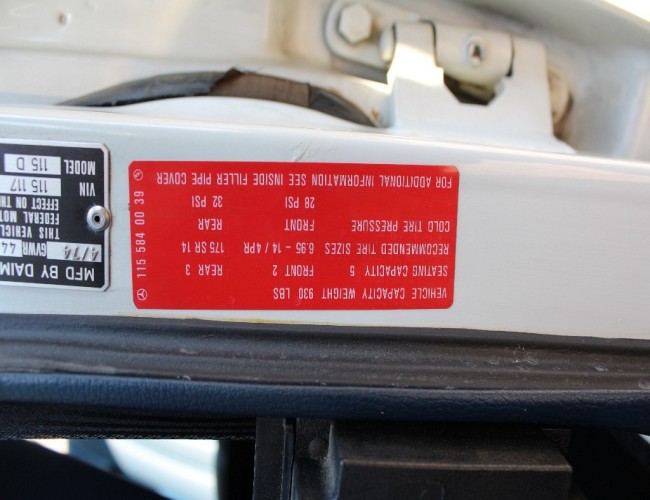 VEHICLE CAPACITY WEIGHT 930 LBS
SEATING CAPACITY 5 FRONT 2 REAR 3
RECOMMENDED TIRE SIZES 6.95 – 14 / 4PR 175 SR 14
COLD TIRE PRESSURE FRONT REAR
28 PSI 32 PSI
FOR ADDITIONAL INFORMATION SEE INSIDE FILLER PIPE COVER
115 584 00 39
MFD BY DAIM
4/74 GVWR 44
THIS VEHICL
FEDERAL MOT
EFFECT ON TH
VIN 115 117
MODEL 115 D